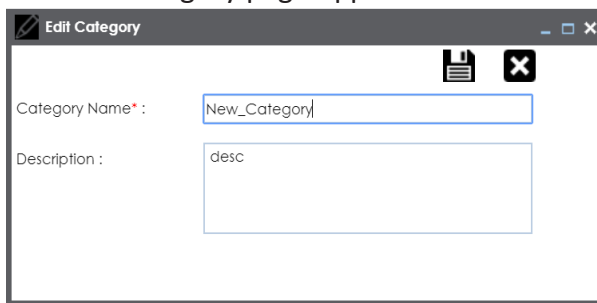 Edit Category
Category Name* :
New_Category
Description :
desc